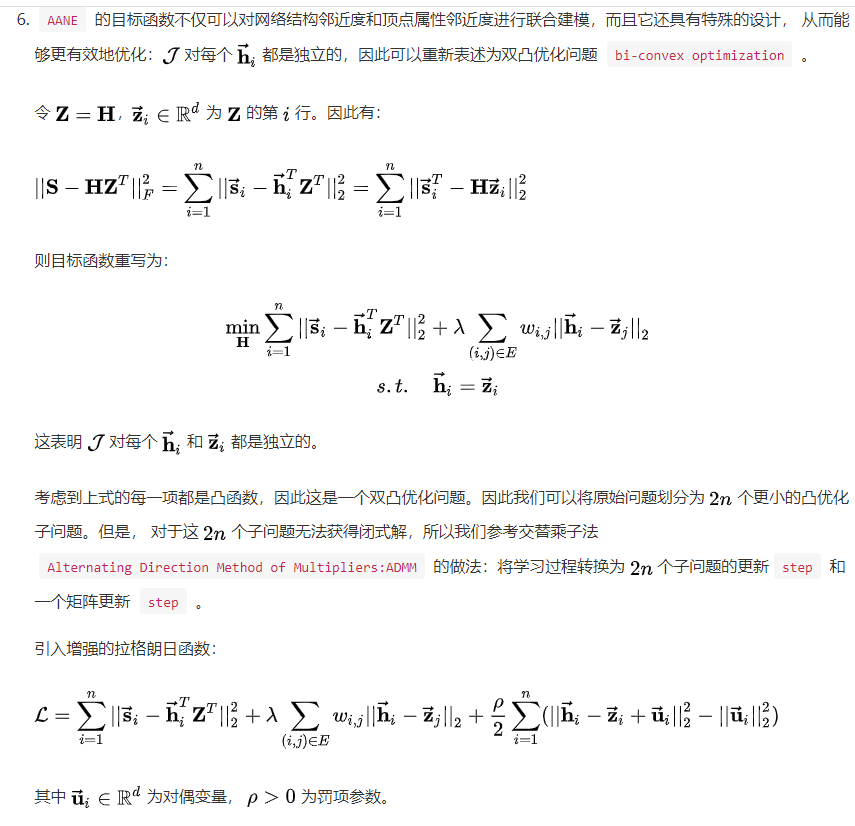 6. AANE 的目标函数不仅可以对网络结构邻近度和顶点属性邻近度进行联合建模，而且它还具有特殊的设计， 从而能
够更有效地优化：$\mathcal{J}$ 对每个 $\vec{\mathbf{h}}_i$ 都是独立的，因此可以重新表述为双凸优化问题 bi-convex optimization 。
令 $\mathbf{Z} = \mathbf{H}$，$\vec{\mathbf{z}}_i \in \mathbb{R}^d$ 为 $\mathbf{Z}$ 的第 $i$ 行。因此有：
$||\mathbf{S} - \mathbf{H}\mathbf{Z}^T||_F^2 = \sum_{i=1}^n ||\vec{\mathbf{s}}_i - \vec{\mathbf{h}}_i^T \mathbf{Z}^T||_2^2 = \sum_{i=1}^n ||\vec{\mathbf{s}}_i^T - \mathbf{H}\vec{\mathbf{z}}_i||_2^2$
则目标函数重写为：
$\min_{\mathbf{H}} \sum_{i=1}^n ||\vec{\mathbf{s}}_i - \vec{\mathbf{h}}_i^T \mathbf{Z}^T||_2^2 + \lambda \sum_{(i,j) \in E} w_{i,j} ||\vec{\mathbf{h}}_i - \vec{\mathbf{z}}_j||_2$
$s.t. \quad \vec{\mathbf{h}}_i = \vec{\mathbf{z}}_i$
这表明 $\mathcal{J}$ 对每个 $\vec{\mathbf{h}}_i$ 和 $\vec{\mathbf{z}}_i$ 都是独立的。
考虑到上式的每一项都是凸函数，因此这是一个双凸优化问题。因此我们可以将原始问题划分为 $2n$ 个更小的凸优化
子问题。但是， 对于这 $2n$ 个子问题无法获得闭式解，所以我们参考交替乘子法
Alternating Direction Method of Multipliers:ADMM 的做法：将学习过程转换为 $2n$ 个子问题的更新 step 和
一个矩阵更新 step 。
引入增强的拉格朗日函数：
$\mathcal{L} = \sum_{i=1}^n ||\vec{\mathbf{s}}_i - \vec{\mathbf{h}}_i^T \mathbf{Z}^T||_2^2 + \lambda \sum_{(i,j) \in E} w_{i,j} ||\vec{\mathbf{h}}_i - \vec{\mathbf{z}}_j||_2 + \frac{\rho}{2} \sum_{i=1}^n (||\vec{\mathbf{h}}_i - \vec{\mathbf{z}}_i + \vec{\mathbf{u}}_i||_2^2 - ||\vec{\mathbf{u}}_i||_2^2)$
其中 $\vec{\mathbf{u}}_i \in \mathbb{R}^d$ 为对偶变量， $\rho > 0$ 为罚项参数。